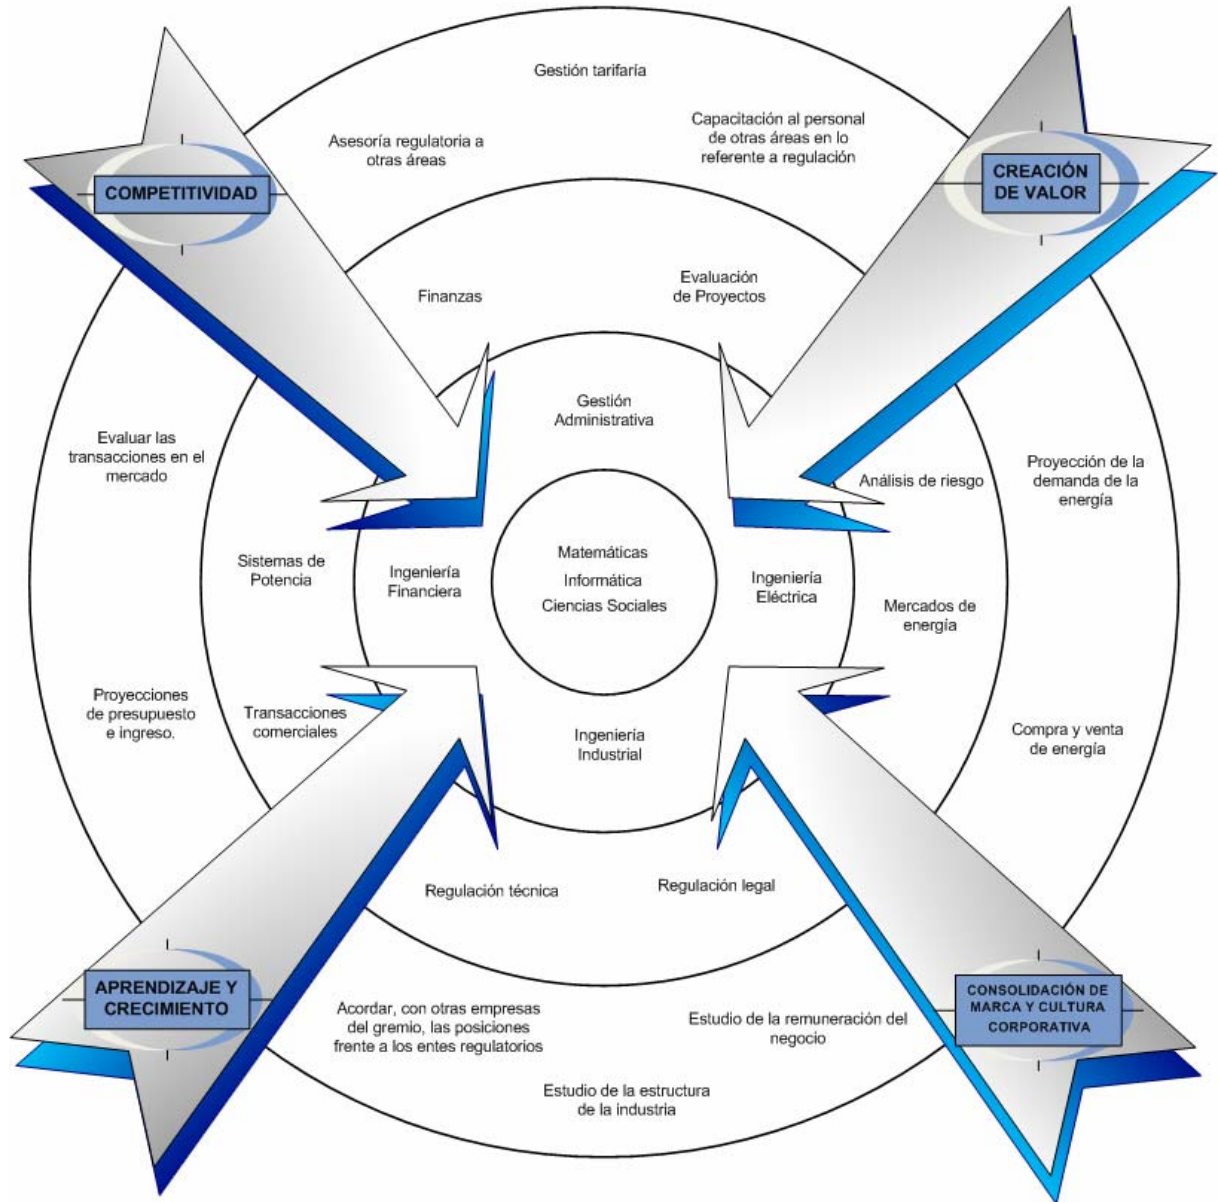 Gestión tarifaría
Asesoría regulatoria a
otras áreas
Capacitación al personal
de otras áreas en lo
referente a regulación
COMPETITIVIDAD
CREACIÓN
DE VALOR
Finanzas
Evaluación
de Proyectos
Gestión
Administrativa
Evaluar las
transacciones en el
mercado
Análisis de riesgo
Proyección de la
demanda de la
energía
Sistemas de
Potencia
Ingeniería
Financiera
Matemáticas
Informática
Ciencias Sociales
Ingeniería
Eléctrica
Mercados de
energía
Proyecciones
de presupuesto
e ingreso.
Transacciones
comerciales
Ingeniería
Industrial
Compra y venta
de energía
Regulación técnica
Regulación legal
APRENDIZAJE Y
CRECIMIENTO
CONSOLIDACIÓN DE
MARCA Y CULTURA
CORPORATIVA
Acordar, con otras empresas
del gremio, las posiciones
frente a los entes regulatorios
Estudio de la remuneración del
negocio
Estudio de la estructura
de la industria